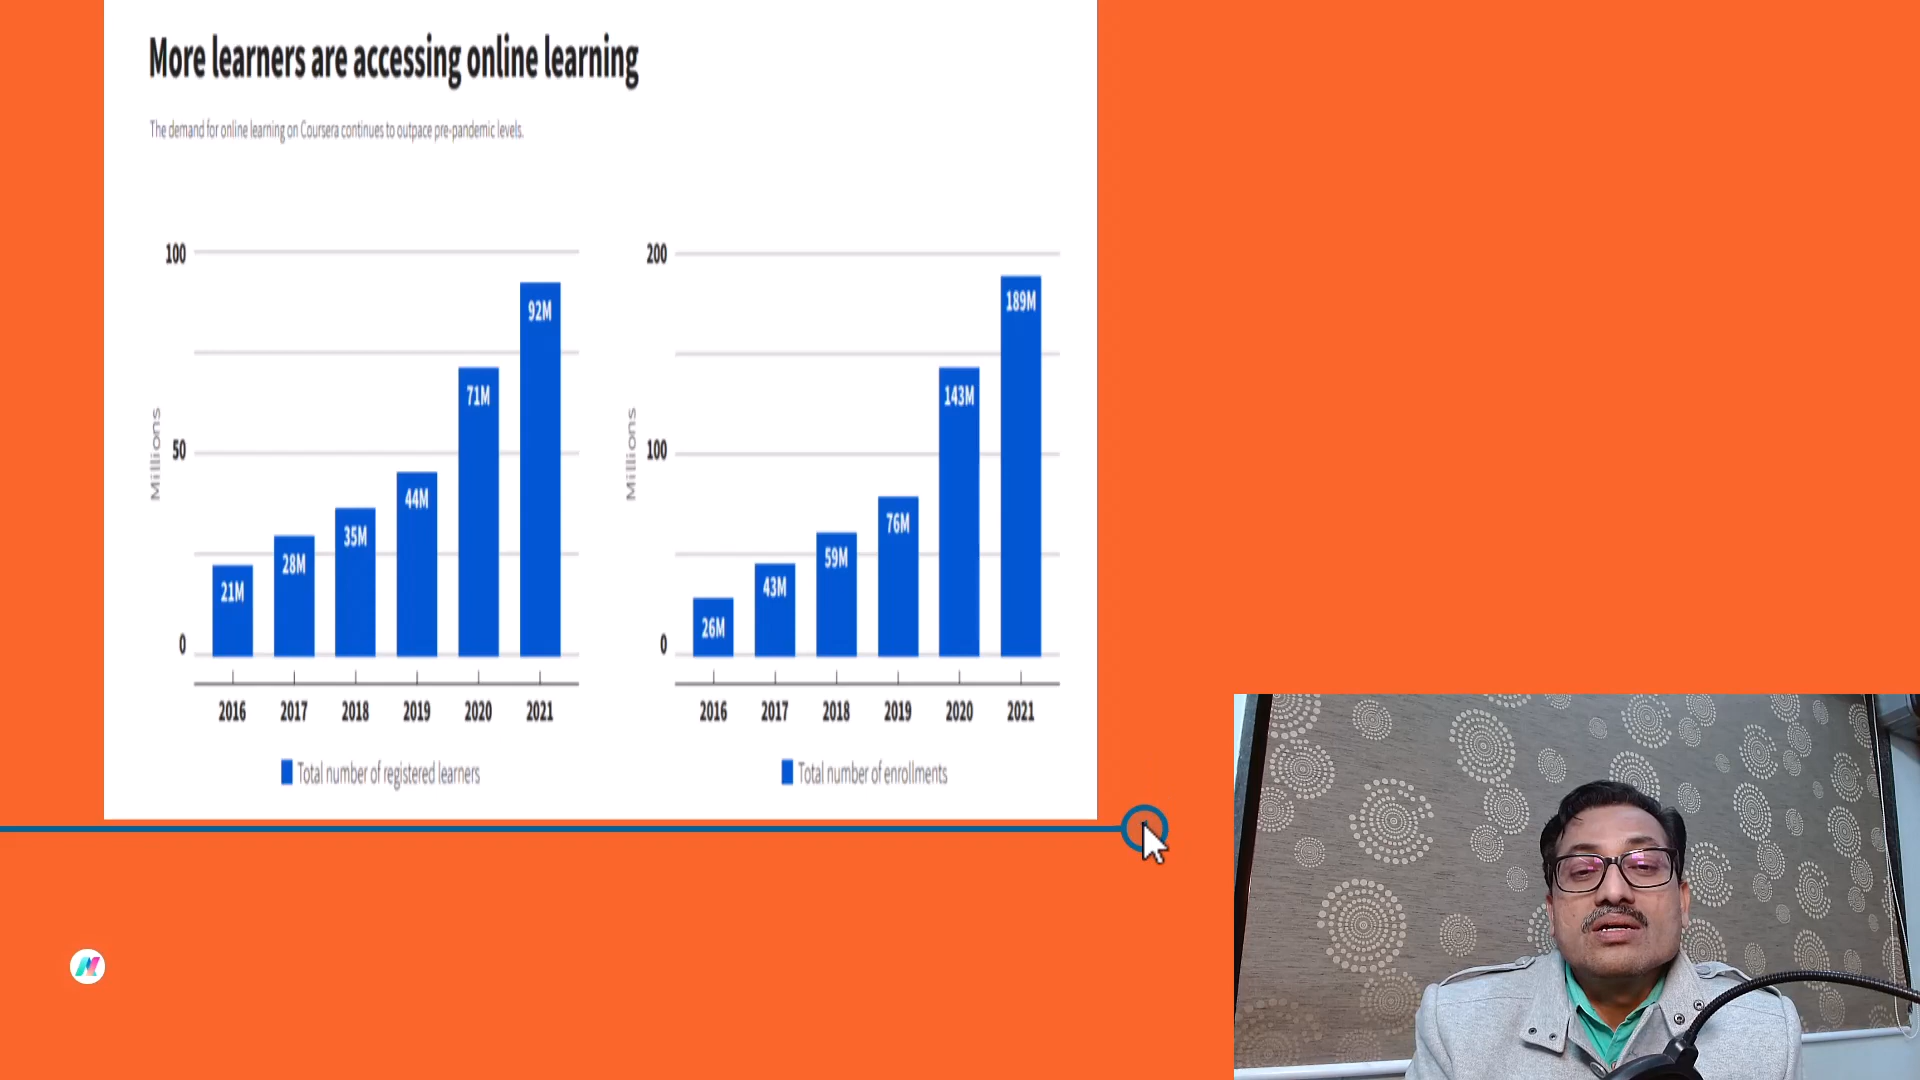 More learners are accessing online learning
The demand for online learning on Coursera continues to outpace pre-pandemic levels.
100
50
0
Millions
92M
71M
44M
35M
28M
21M
2016 2017 2018 2019 2020 2021
Total number of registered learners
200
100
0
Millions
189M
143M
76M
59M
43M
26M
2016 2017 2018 2019 2020 2021
Total number of enrollments